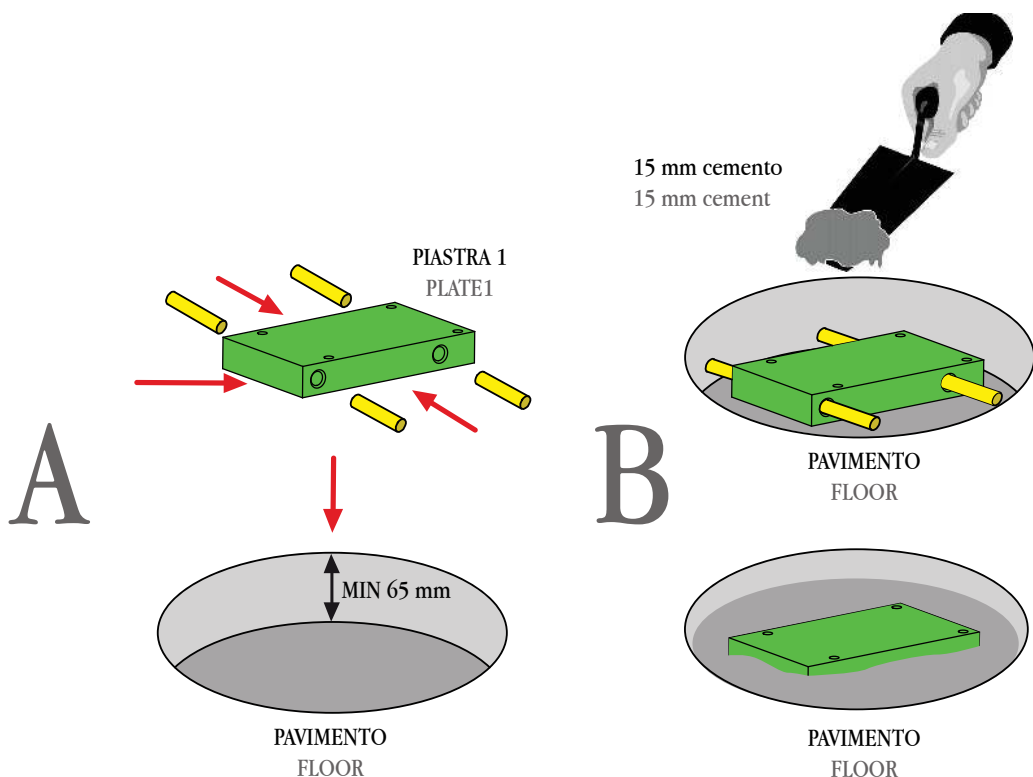 PIASTRA 1
PLATE1
A
MIN 65 mm
PAVIMENTO
FLOOR
15 mm cemento
15 mm cement
B
PAVIMENTO
FLOOR
PAVIMENTO
FLOOR